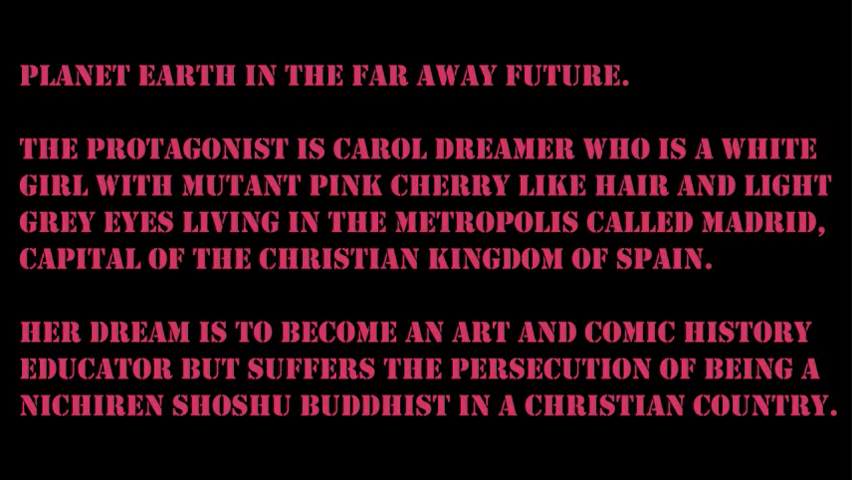 PLANET EARTH IN THE FAR AWAY FUTURE.
THE PROTAGONIST IS CAROL DREAMER WHO IS A WHITE
GIRL WITH MUTANT PINK CHERRY LIKE HAIR AND LIGHT
GREY EYES LIVING IN THE METROPOLIS CALLED MADRID,
CAPITAL OF THE CHRISTIAN KINGDOM OF SPAIN.
HER DREAM IS TO BECOME AN ART AND COMIC HISTORY
EDUCATOR BUT SUFFERS THE PERSECUTION OF BEING A
NICHIREN SHOSHU BUDDHIST IN A CHRISTIAN COUNTRY.